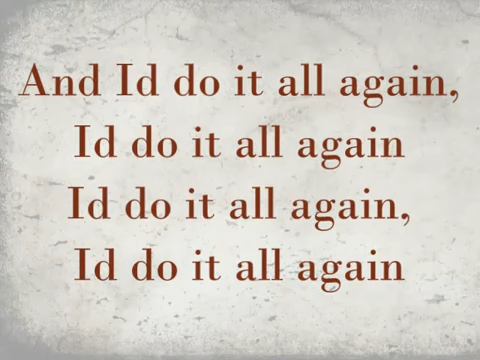 And Id do it all again,
Id do it all again
Id do it all again,
Id do it all again